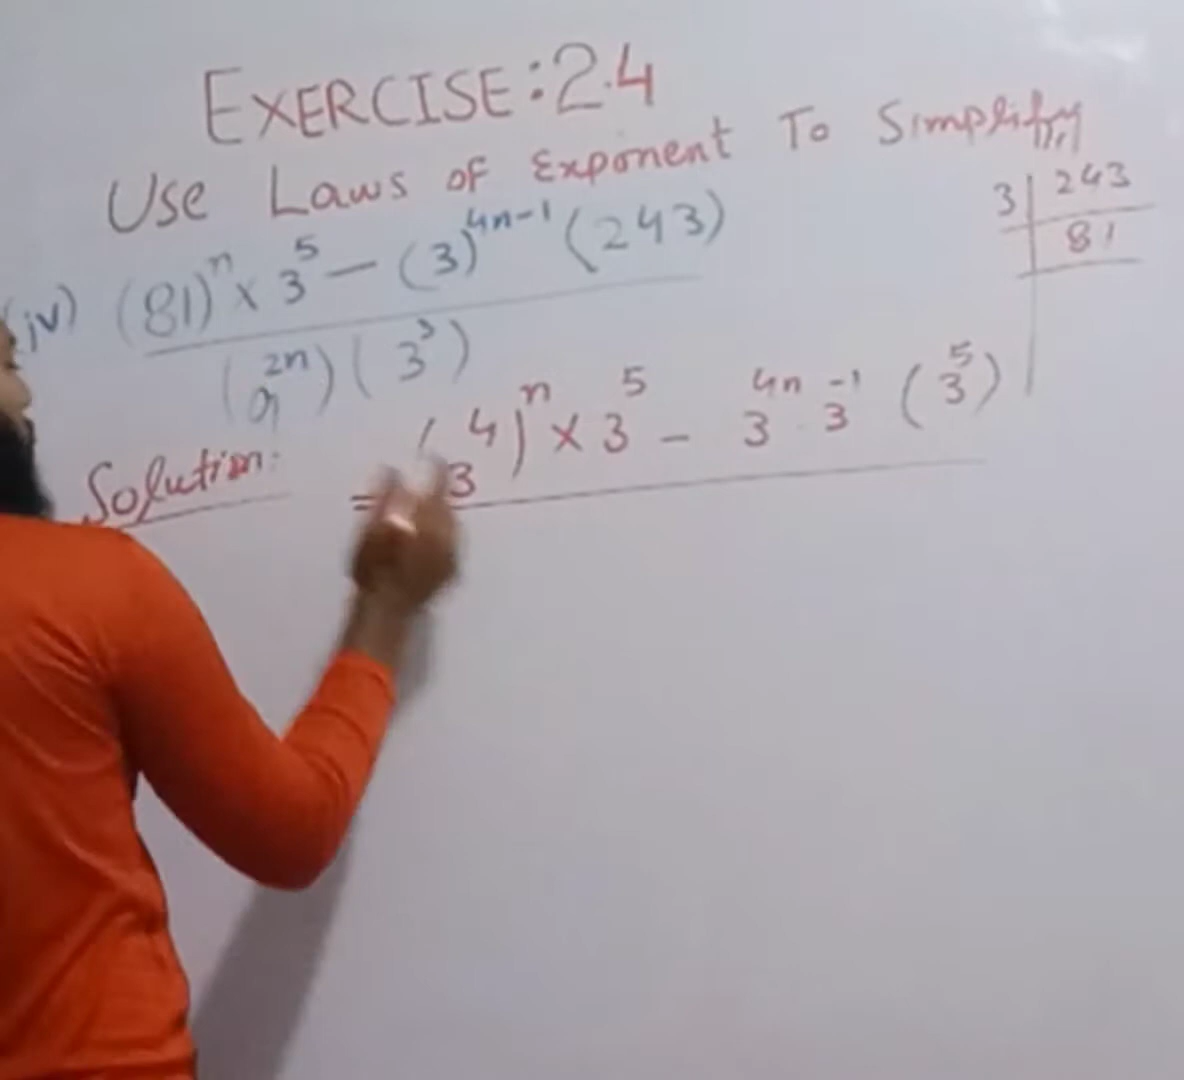 EXERCISE:2.4
Use Laws of Exponent To Simplify
iv) (81)^n x 3^5 - (3)^{4n-1} (243)
(9^{2n}) (3^3)
3 | 243
81
Solution:
= (3^4)^n x 3^5 - 3^{4n} . 3^{-1} (3^5)